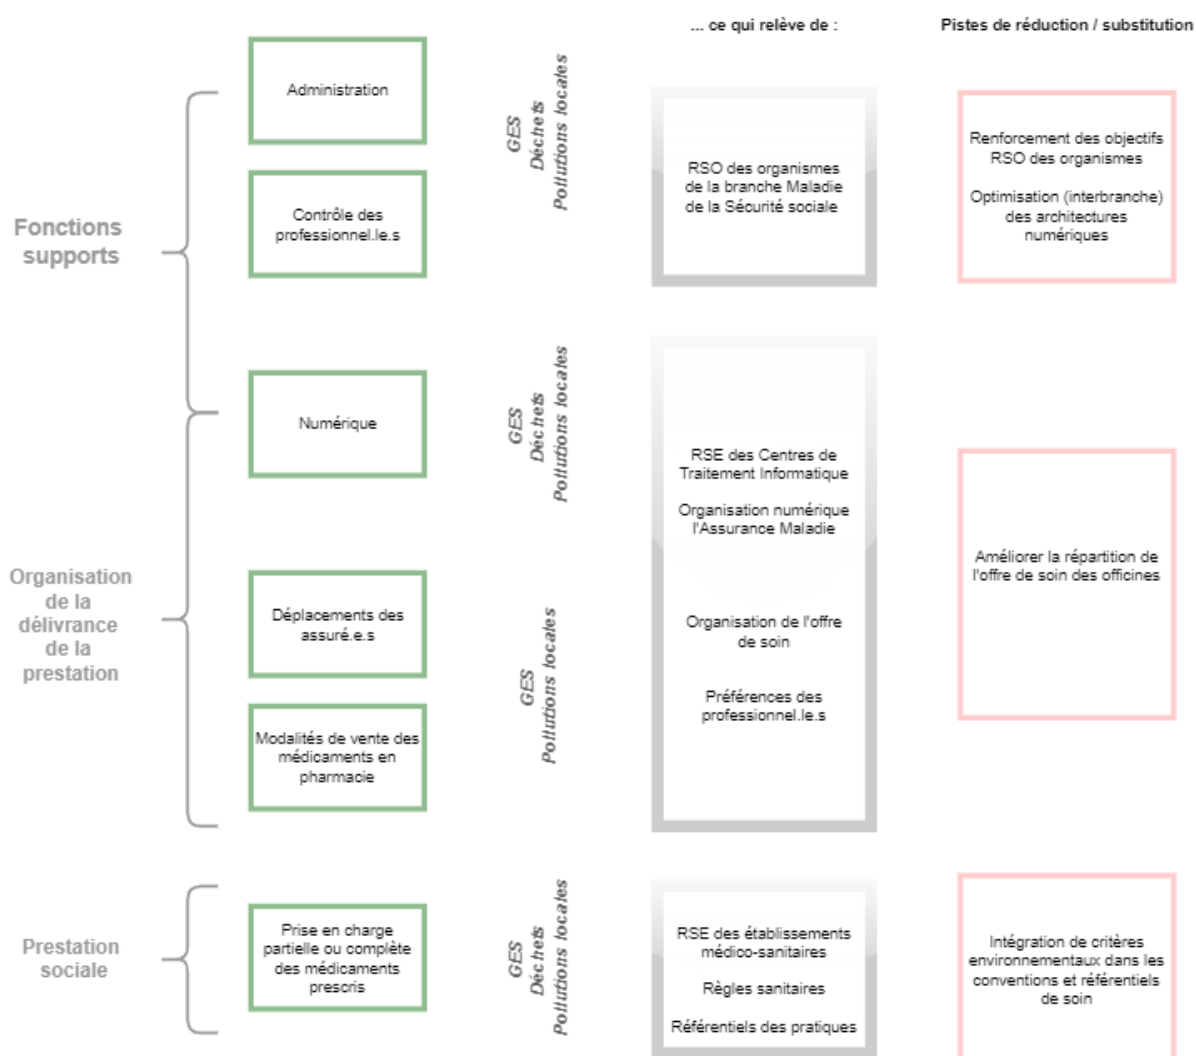 ... ce qui relève de :
Pistes de réduction / substitution
Fonctions
supports
Administration
Contrôle des
professionnel.le.s
GES
Déchets
Pollutions locales
RSO des organismes
de la branche Maladie
de la Sécurité sociale
Renforcement des objectifs
RSO des organismes
Optimisation (interbranche)
des architectures
numériques
Numérique
GES
Déchets
Pollutions locales
Organisation
de la
délivrance
de la
prestation
Déplacements des
assuré.e.s
Modalités de vente des
médicaments en
pharmacie
GES
Pollutions locales
RSE des Centres de
Traitement Informatique
Organisation numérique
l'Assurance Maladie
Organisation de l'offre
de soin
Préférences des
professionnel.le.s
Améliorer la répartition de
l'offre de soin des officines
Prestation
sociale
Prise en charge
partielle ou complète
des médicaments
prescris
GES
Déchets
Pollutions locales
RSE des établissements
médico-sanitaires
Règles sanitaires
Référentiels des pratiques
Intégration de critères
environnementaux dans les
conventions et référentiels
de soin